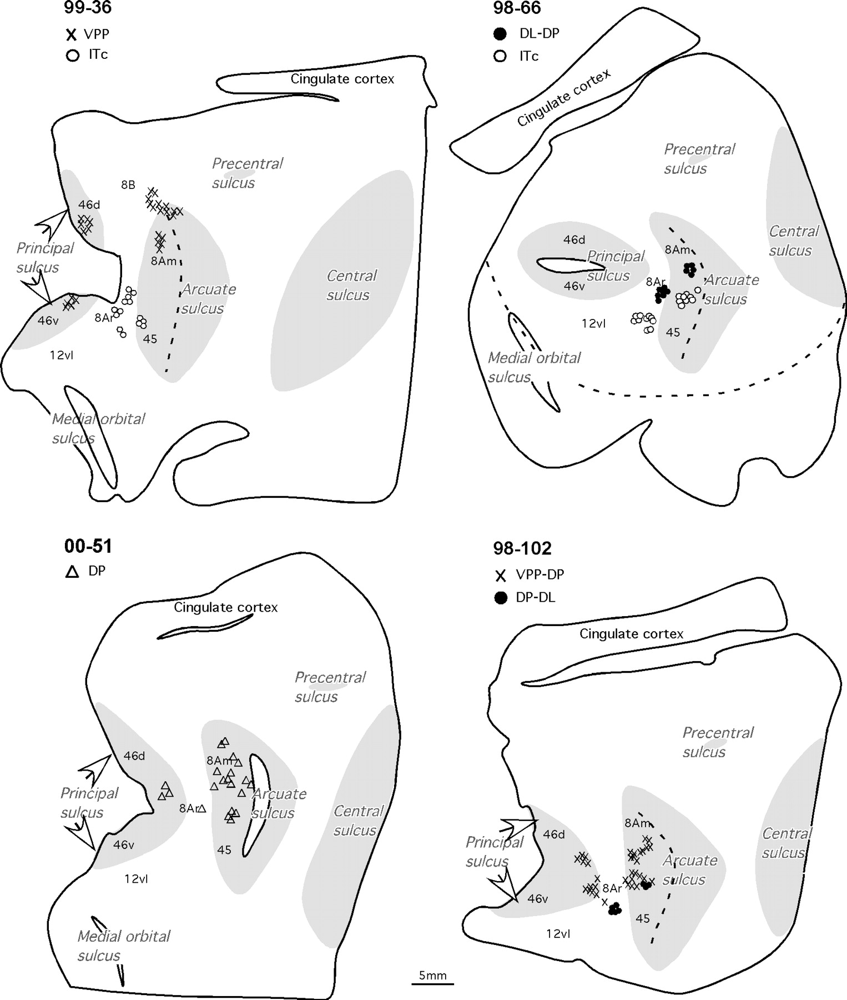 99-36
VPP
ITc
Cingulate cortex
Precentral
sulcus
8B
46d
Principal
sulcus
8Am
Arcuate
sulcus
Central
sulcus
46v
8Ar
45
12vl
Medial orbital
sulcus
98-66
DL-DP
ITc
Cingulate cortex
Precentral
sulcus
46d
Principal
sulcus
46v
8Am
8Ar
Arcuate
sulcus
Central
sulcus
12vl
45
Medial orbital
sulcus
00-51
DP
Cingulate cortex
Precentral
sulcus
46d
8Am
Principal
sulcus
8Ar
Arcuate
sulcus
Central
sulcus
46v
45
12vl
Medial orbital
sulcus
98-102
VPP-DP
DP-DL
Cingulate cortex
Precentral
sulcus
8Am
46d
Principal
sulcus
Arcuate
sulcus
Central
sulcus
8Ar
46v
45
12vl
5mm